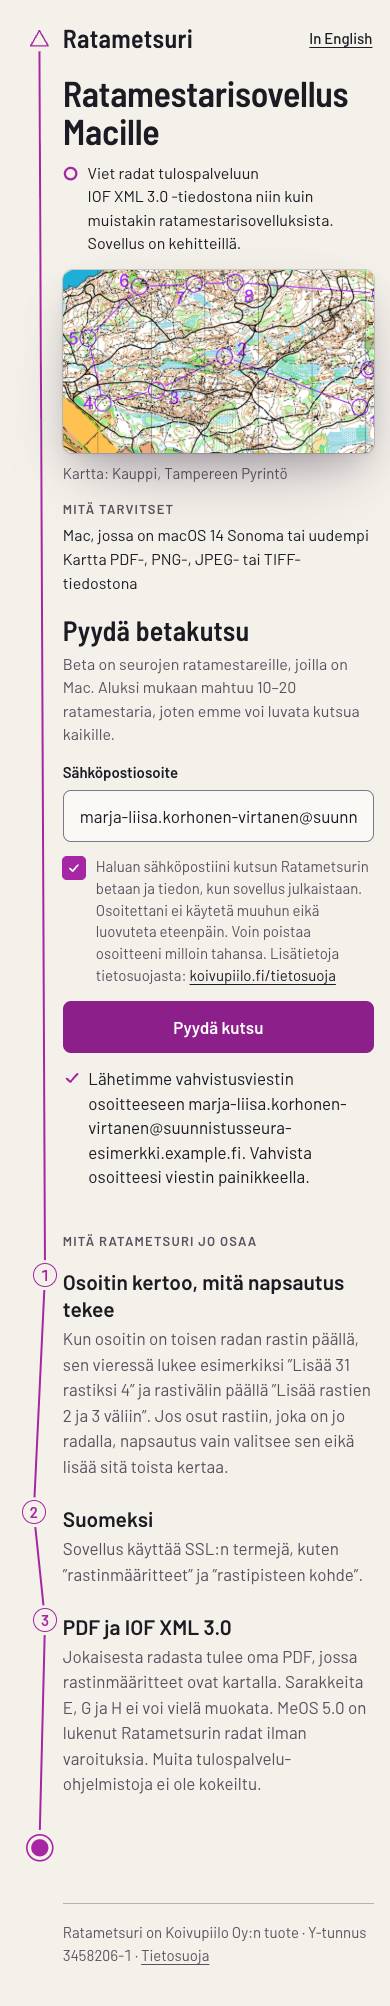 Ratametsuri
In English
Ratamestarisovellus
Macille
Viet radat tulospalveluun
IOF XML 3.0 -tiedostona niin kuin
muistakin ratamestarisovelluksista.
Sovellus on kehitteillä.
6
7
8
5
2
4
3
Kartta: Kauppi, Tampereen Pyrintö
MITÄ TARVITSET
Mac, jossa on macOS 14 Sonoma tai uudempi
Kartta PDF-, PNG-, JPEG- tai TIFF-
tiedostona
Pyydä betakutsu
Beta on seurojen ratamestareille, joilla on
Mac. Aluksi mukaan mahtuu 10–20
ratamestaria, joten emme voi luvata kutsua
kaikille.
Sähköpostiosoite
marja-liisa.korhonen-virtanen@suunn
Haluan sähköpostiini kutsun Ratametsurin
betaan ja tiedon, kun sovellus julkaistaan.
Osoitettani ei käytetä muuhun eikä
luovuteta eteenpäin. Voin poistaa
osoitteeni milloin tahansa. Lisätietoja
tietosuojasta: koivupiilo.fi/tietosuoja
Pyydä kutsu
Lähetimme vahvistusviestin
osoitteeseen marja-liisa.korhonen-
virtanen@suunnistusseura-
esimerkki.example.fi. Vahvista
osoitteesi viestin painikkeella.
MITÄ RATAMETSURI JO OSAA
1
Osoitin kertoo, mitä napsautus
tekee
Kun osoitin on toisen radan rastin päällä,
sen vieressä lukee esimerkiksi ”Lisää 31
rastiksi 4” ja rastivälin päällä ”Lisää rastien
2 ja 3 väliin”. Jos osut rastiin, joka on jo
radalla, napsautus vain valitsee sen eikä
lisää sitä toista kertaa.
2
Suomeksi
Sovellus käyttää SSL:n termejä, kuten
”rastinmääritteet” ja ”rastipisteen kohde”.
3
PDF ja IOF XML 3.0
Jokaisesta radasta tulee oma PDF, jossa
rastinmääritteet ovat kartalla. Sarakkeita
E, G ja H ei voi vielä muokata. MeOS 5.0 on
lukenut Ratametsurin radat ilman
varoituksia. Muita tulospalvelu-
ohjelmistoja ei ole kokeiltu.
Ratametsuri on Koivupiilo Oy:n tuote · Y-tunnus
3458206-1 · Tietosuoja